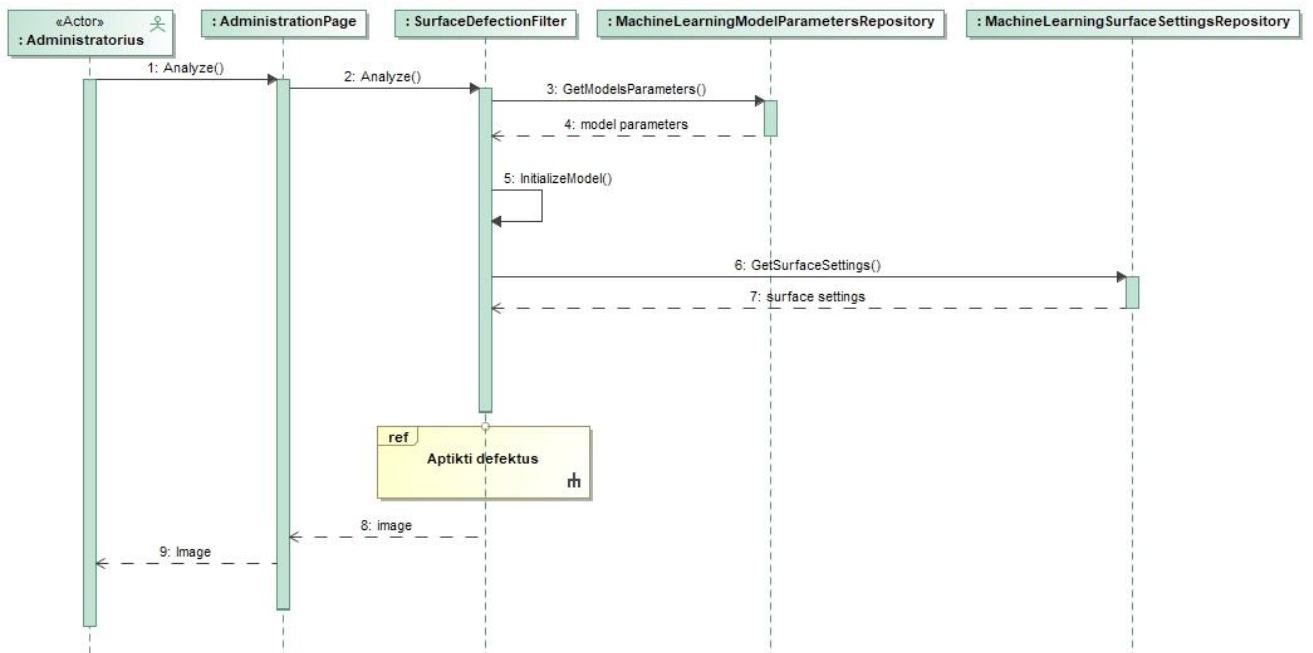 «Actor»
: Administratorius
: AdministrationPage
: SurfaceDefectionFilter
: MachineLearningModelParametersRepository
: MachineLearningSurfaceSettingsRepository
1: Analyze()
2: Analyze()
3: GetModelsParameters()
4: model parameters
5: InitializeModel()
6: GetSurfaceSettings()
7: surface settings
ref
Aptikti defektus
8: image
9: Image